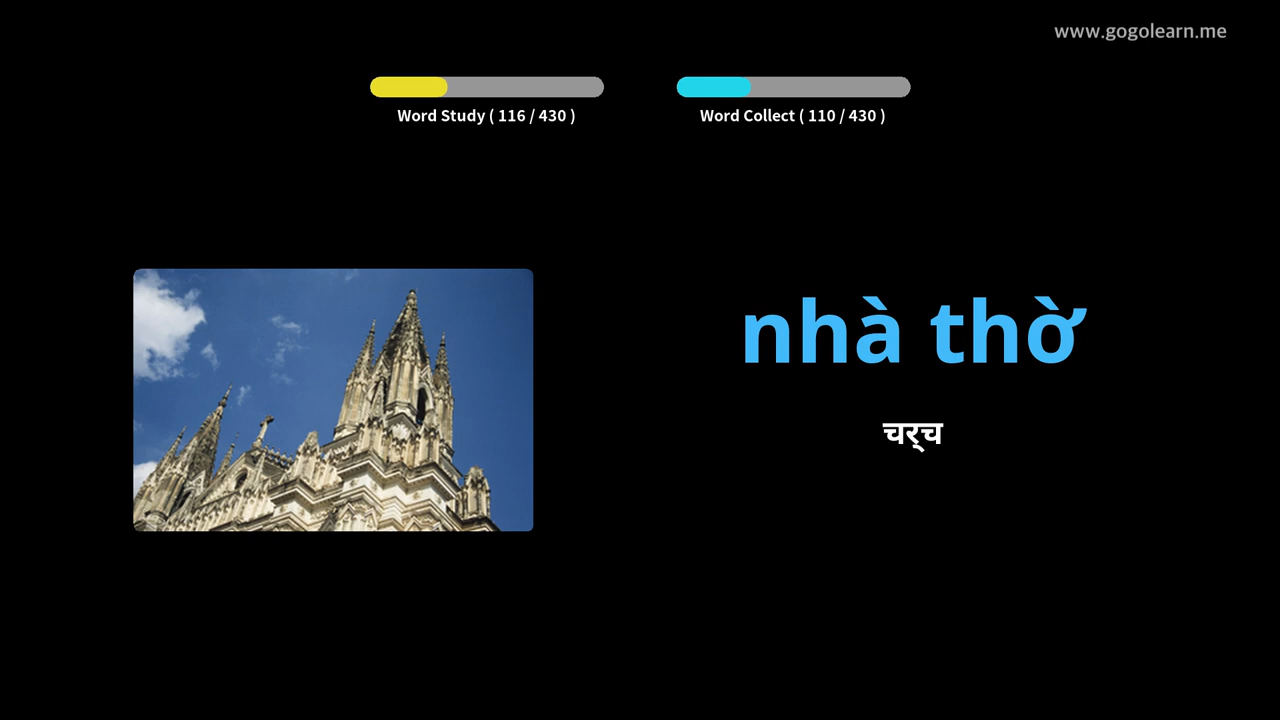 www.gogolearn.me
Word Study ( 116 / 430 )
Word Collect ( 110 / 430 )
nhà thờ
चर्च